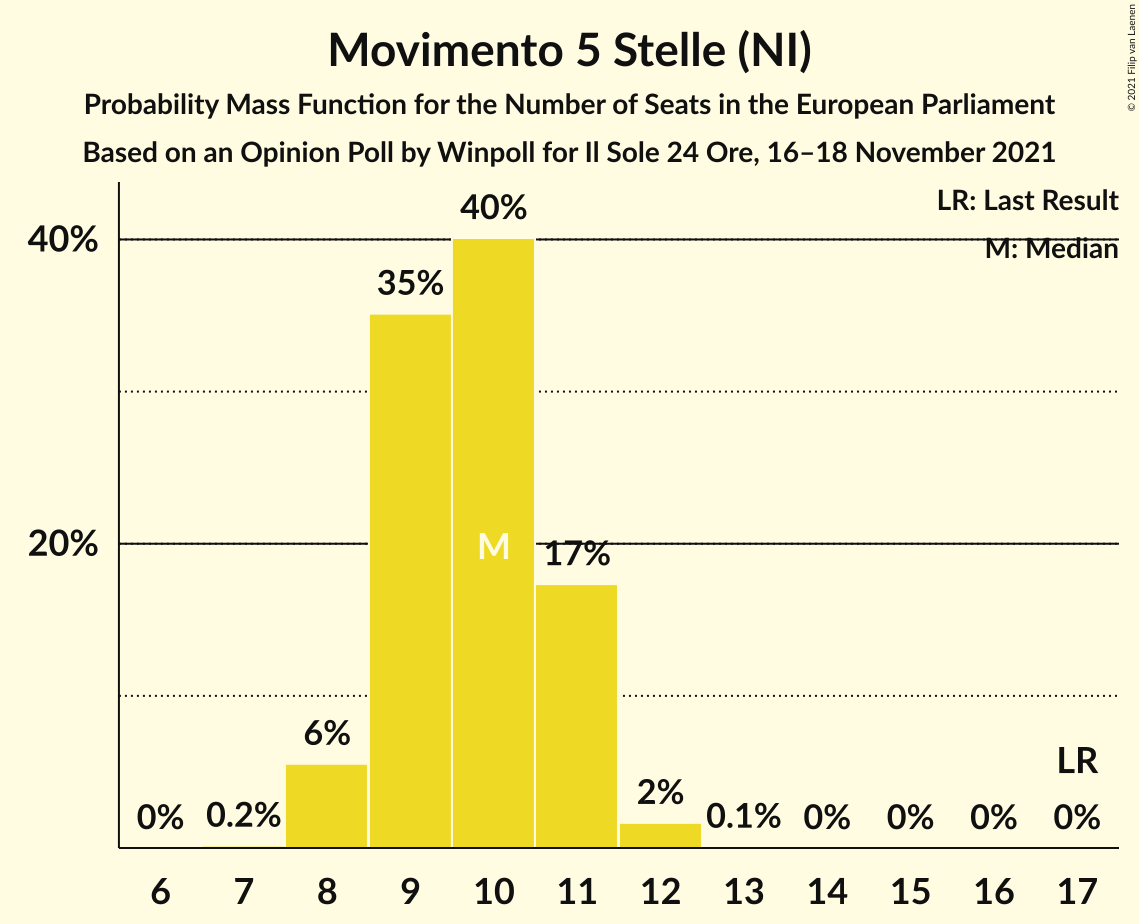 Movimento 5 Stelle (NI)
Probability Mass Function for the Number of Seats in the European Parliament
Based on an Opinion Poll by Winpoll for Il Sole 24 Ore, 16–18 November 2021
© 2021 Filip van Laenen
LR: Last Result
M: Median
40%
20%
0%
0.2%
6%
35%
40%
M
17%
2%
0.1%
0%
0%
0%
LR
0%
6 7 8 9 10 11 12 13 14 15 16 17